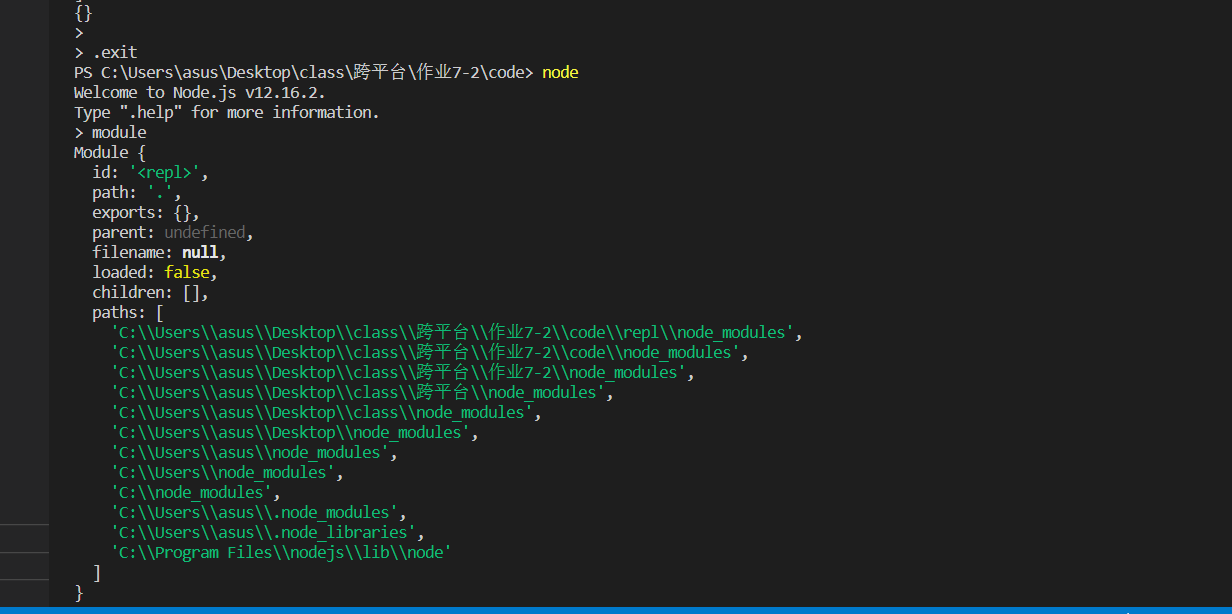 {}
>
> .exit
PS C:\Users\asus\Desktop\class\跨平台\作业7-2\code> node
Welcome to Node.js v12.16.2.
Type ".help" for more information.
> module
Module {
  id: '<repl>',
  path: '.',
  exports: {},
  parent: undefined,
  filename: null,
  loaded: false,
  children: [],
  paths: [
    'C:\\Users\\asus\\Desktop\\class\\跨平台\\作业7-2\\code\\repl\\node_modules',
    'C:\\Users\\asus\\Desktop\\class\\跨平台\\作业7-2\\code\\node_modules',
    'C:\\Users\\asus\\Desktop\\class\\跨平台\\作业7-2\\node_modules',
    'C:\\Users\\asus\\Desktop\\class\\跨平台\\node_modules',
    'C:\\Users\\asus\\Desktop\\class\\node_modules',
    'C:\\Users\\asus\\Desktop\\node_modules',
    'C:\\Users\\asus\\node_modules',
    'C:\\Users\\node_modules',
    'C:\\node_modules',
    'C:\\Users\\asus\\.node_modules',
    'C:\\Users\\asus\\.node_libraries',
    'C:\\Program Files\\nodejs\\lib\\node'
  ]
}